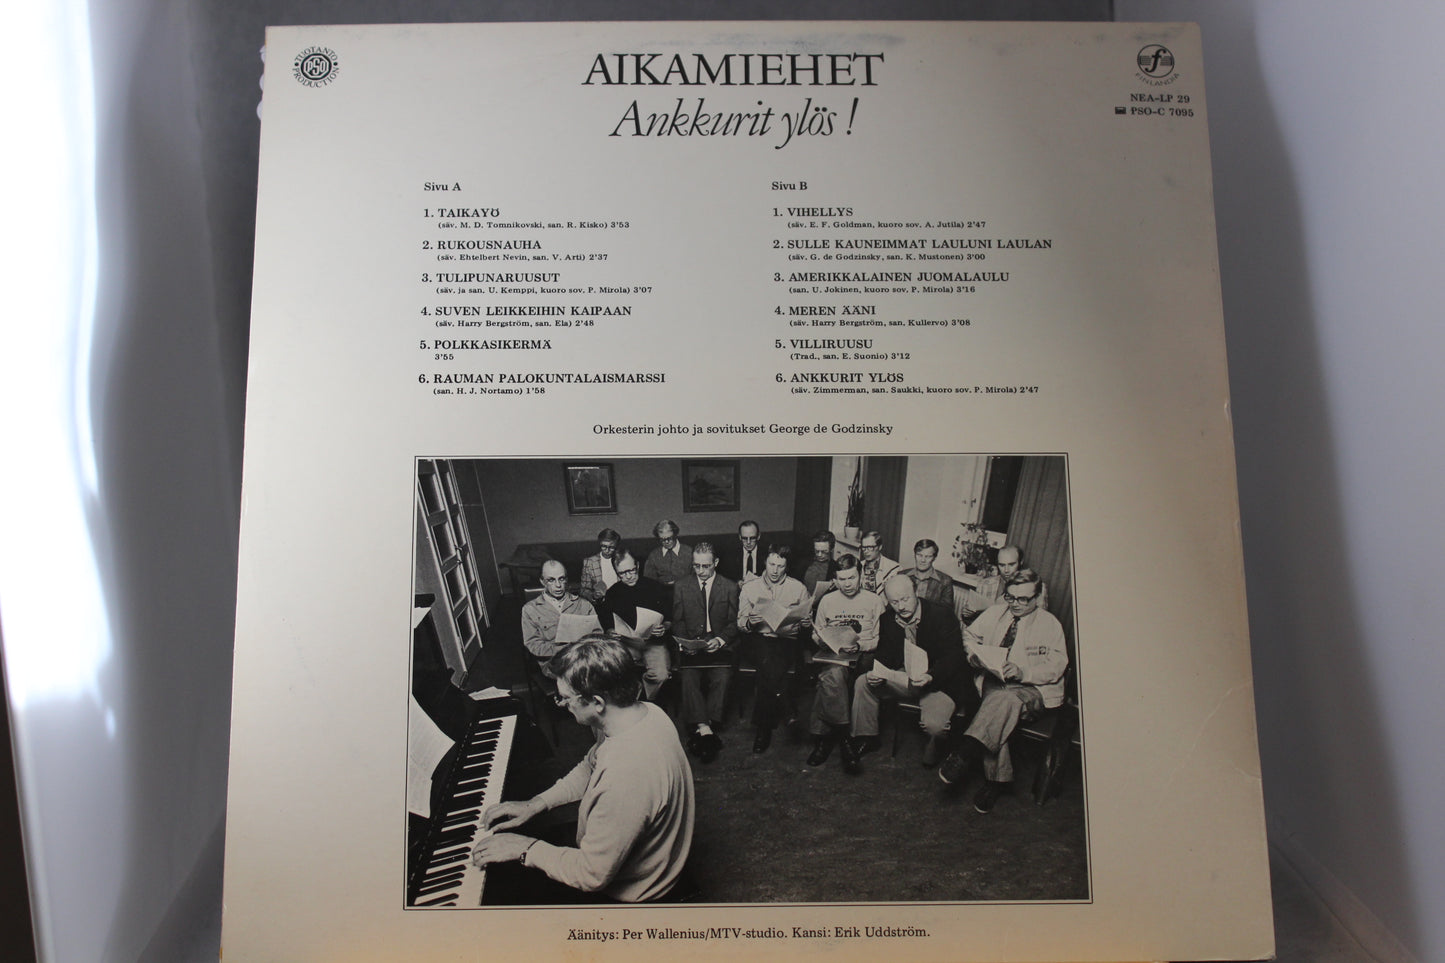 TUOTANTO
PSO
PRODUCTION
AIKAMIEHET
Ankkurit ylös !
f
FINLANDIA
NEA-LP 29
PSO-C 7095
Sivu A
1. TAIKAYÖ
(säv. M. D. Tomnikovski, san. R. Kisko) 3'53
2. RUKOUSNAUHA
(säv. Ehtelbert Nevin, san. V. Arti) 2'37
3. TULIPUNARUUSUT
(säv. ja san. U. Kemppi, kuoro sov. P. Mirola) 3'07
4. SUVEN LEIKKEIHIN KAIPAAN
(säv. Harry Bergström, san. Ela) 2'48
5. POLKKASIKERMÄ
3'55
6. RAUMAN PALOKUNTALAISMARSSI
(san. H. J. Nortamo) 1'58
Sivu B
1. VIHELLYS
(säv. E. F. Goldman, kuoro sov. A. Jutila) 2'47
2. SULLE KAUNEIMMAT LAULUNI LAULAN
(säv. G. de Godzinsky, san. K. Mustonen) 3'00
3. AMERIKKALAINEN JUOMALAULU
(san. U. Jokinen, kuoro sov. P. Mirola) 3'16
4. MEREN ÄÄNI
(säv. Harry Bergström, san, Kullervo) 3'08
5. VILLIRUUSU
(Trad., san. E. Suonio) 3'12
6. ANKKURIT YLÖS
(säv. Zimmerman, san. Saukki, kuoro sov. P. Mirola) 2'47
Orkesterin johto ja sovitukset George de Godzinsky
PEUGEOT
Äänitys: Per Wallenius/MTV-studio. Kansi: Erik Uddström.